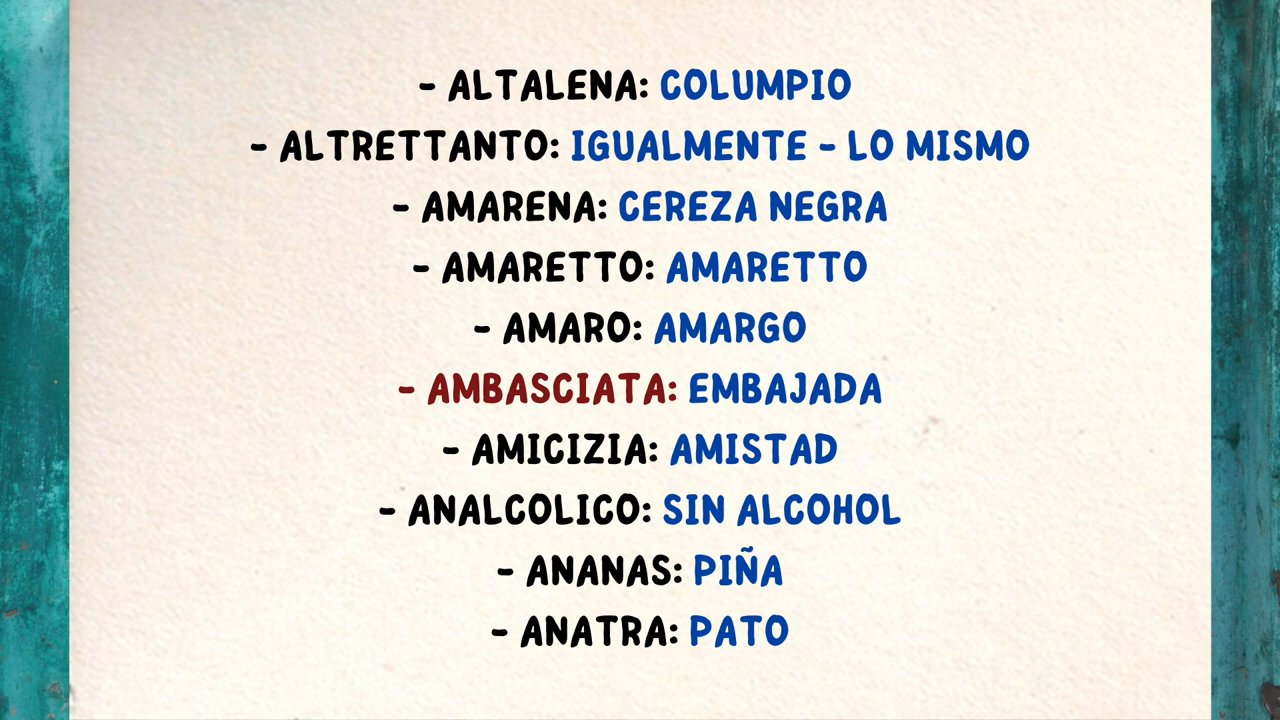 - ALTALENA: COLUMPIO
- ALTRETTANTO: IGUALMENTE - LO MISMO
- AMARENA: CEREZA NEGRA
- AMARETTO: AMARETTO
- AMARO: AMARGO
- AMBASCIATA: EMBAJADA
- AMICIZIA: AMISTAD
- ANALCOLICO: SIN ALCOHOL
- ANANAS: PIÑA
- ANATRA: PATO